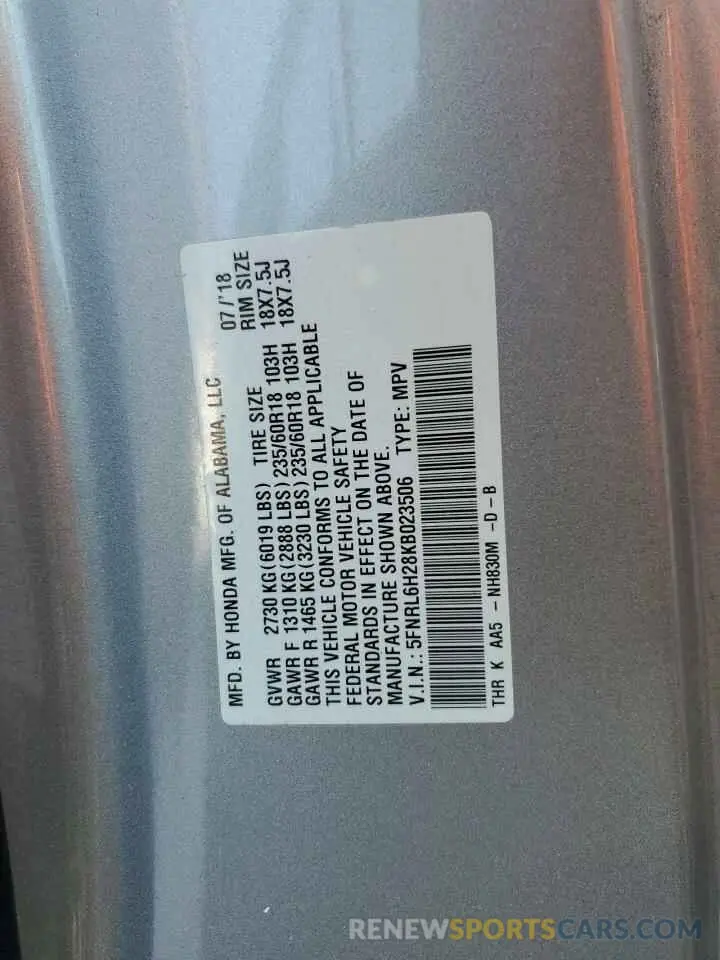 MFD. BY HONDA MFG. OF ALABAMA, LLC 07/'18
GVWR 2730 KG(6019 LBS) TIRE SIZE RIM SIZE
GAWR F 1310 KG(2888 LBS)235/60R18 103H 18X7.5J
GAWR R 1465 KG(3230 LBS)235/60R18 103H 18X7.5J
THIS VEHICLE CONFORMS TO ALL APPLICABLE
FEDERAL MOTOR VEHICLE SAFETY
STANDARDS IN EFFECT ON THE DATE OF
MANUFACTURE SHOWN ABOVE.
V.I.N.: 5FNRL6H28KB023506 TYPE: MPV
THR K AA5 - NH830M -D-B
RENEWSPORTSCARS.COM